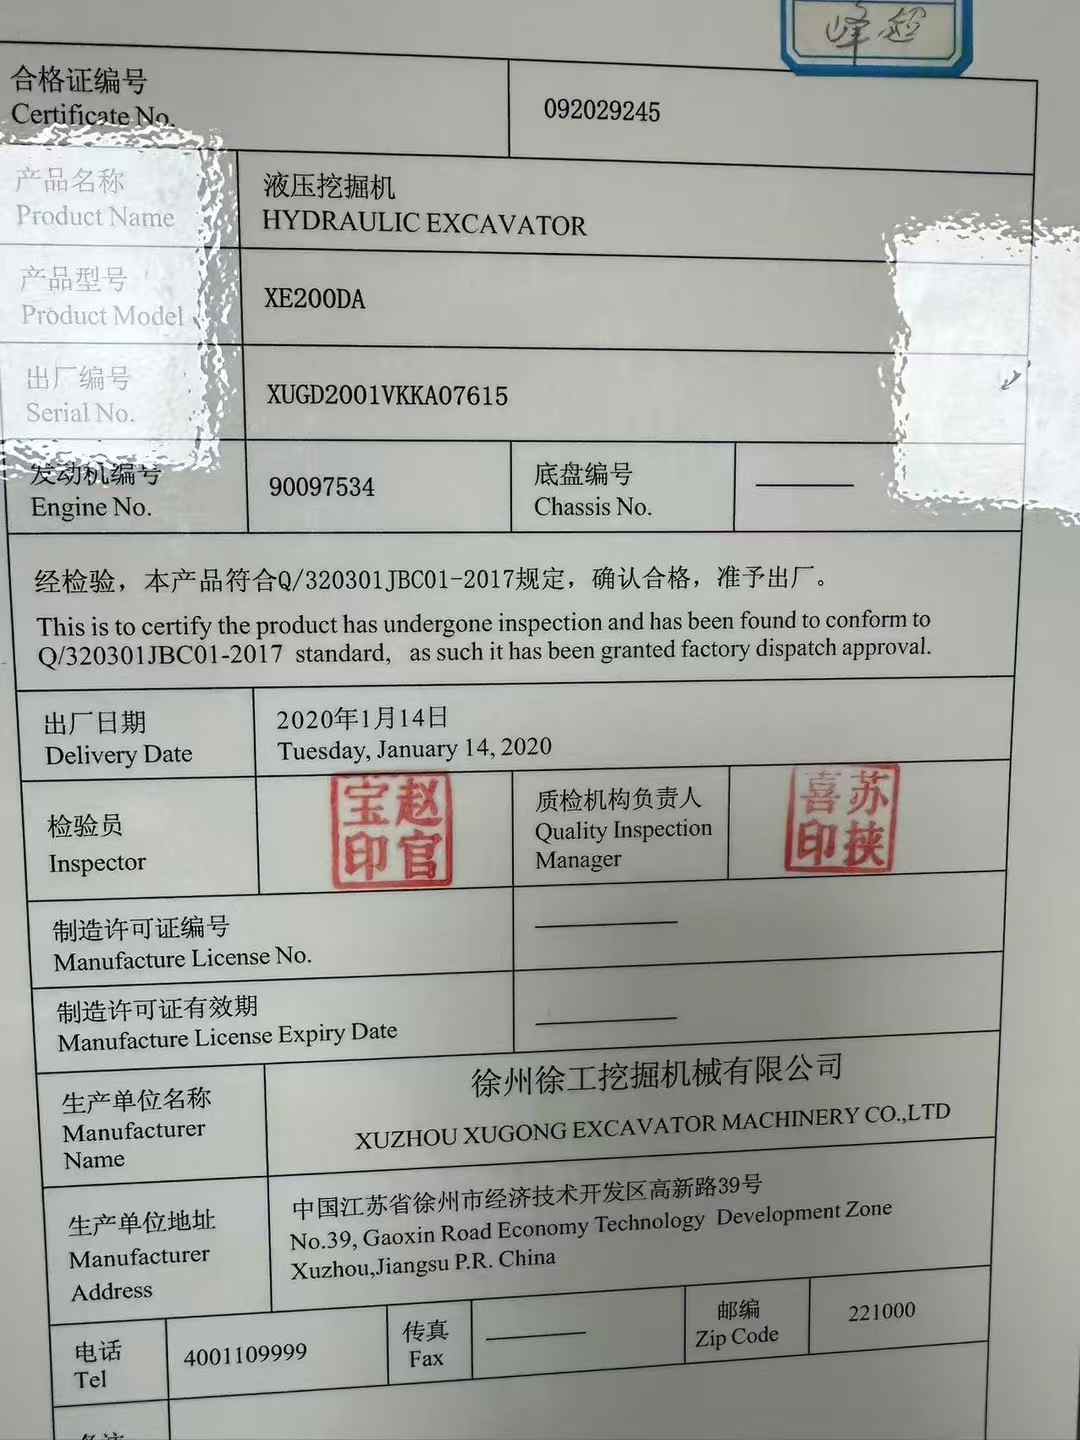 峰超
合格证编号
Certificate No.
092029245
产品名称
Product Name
液压挖掘机
HYDRAULIC EXCAVATOR
产品型号
Product Model
XE200DA
出厂编号
Serial No.
XUGD2001VKKA07615
发动机编号
Engine No.
90097534
底盘编号
Chassis No.
经检验，本产品符合Q/320301JBC01-2017规定，确认合格，准予出厂。
This is to certify the product has undergone inspection and has been found to conform to
Q/320301JBC01-2017 standard, as such it has been granted factory dispatch approval.
出厂日期
Delivery Date
2020年1月14日
Tuesday, January 14, 2020
检验员
Inspector
赵官宝印
质检机构负责人
Quality Inspection
Manager
苏挟喜印
制造许可证编号
Manufacture License No.
制造许可证有效期
Manufacture License Expiry Date
生产单位名称
Manufacturer
Name
徐州徐工挖掘机械有限公司
XUZHOU XUGONG EXCAVATOR MACHINERY CO.,LTD
生产单位地址
Manufacturer
Address
中国江苏省徐州市经济技术开发区高新路39号
No.39, Gaoxin Road Economy Technology Development Zone
Xuzhou,Jiangsu P.R. China
电话
Tel
4001109999
传真
Fax
邮编
Zip Code
221000